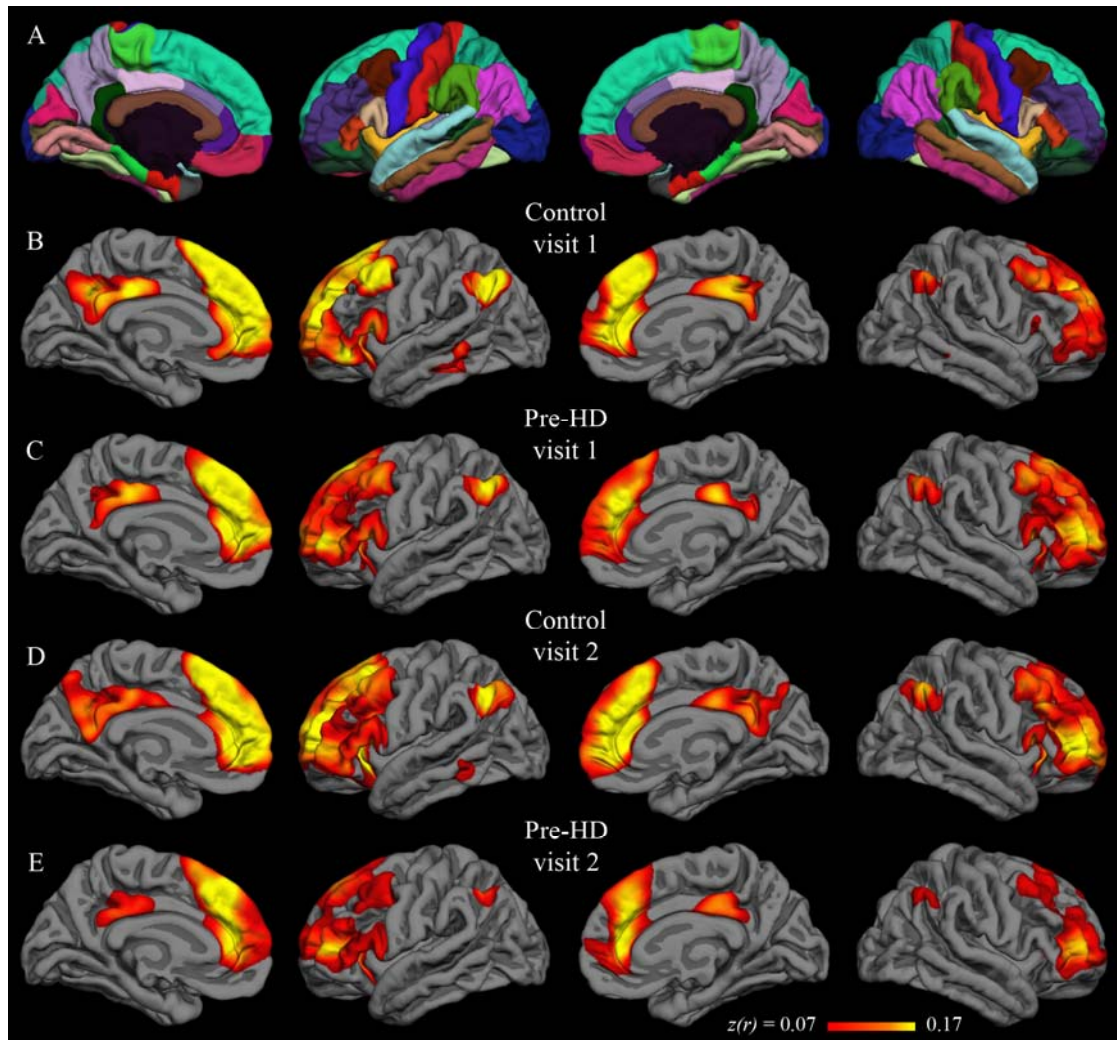 A
Control
visit 1
B
Pre-HD
visit 1
C
Control
visit 2
D
Pre-HD
visit 2
E
z(r) = 0.07 0.17